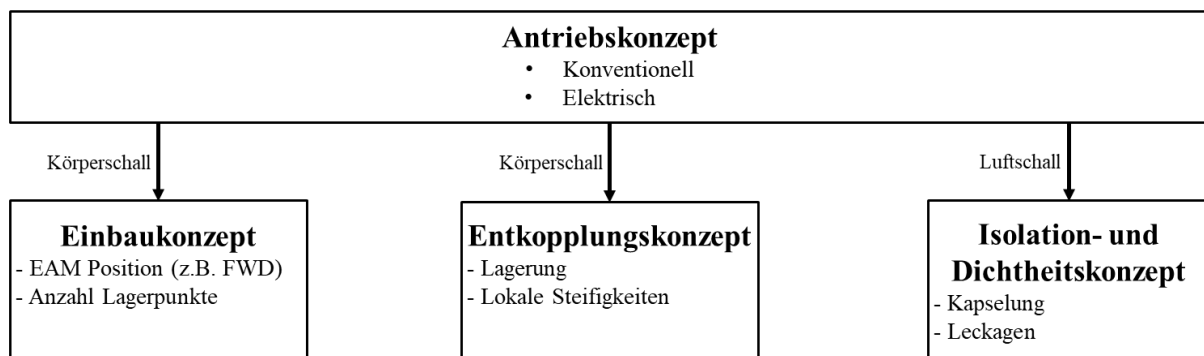 Antriebskonzept
• Konventionell
• Elektrisch
Körperschall
Körperschall
Luftschall
Einbaukonzept
- EAM Position (z.B. FWD)
- Anzahl Lagerpunkte
Entkopplungskonzept
- Lagerung
- Lokale Steifigkeiten
Isolation- und
Dichtheitskonzept
- Kapselung
- Leckagen